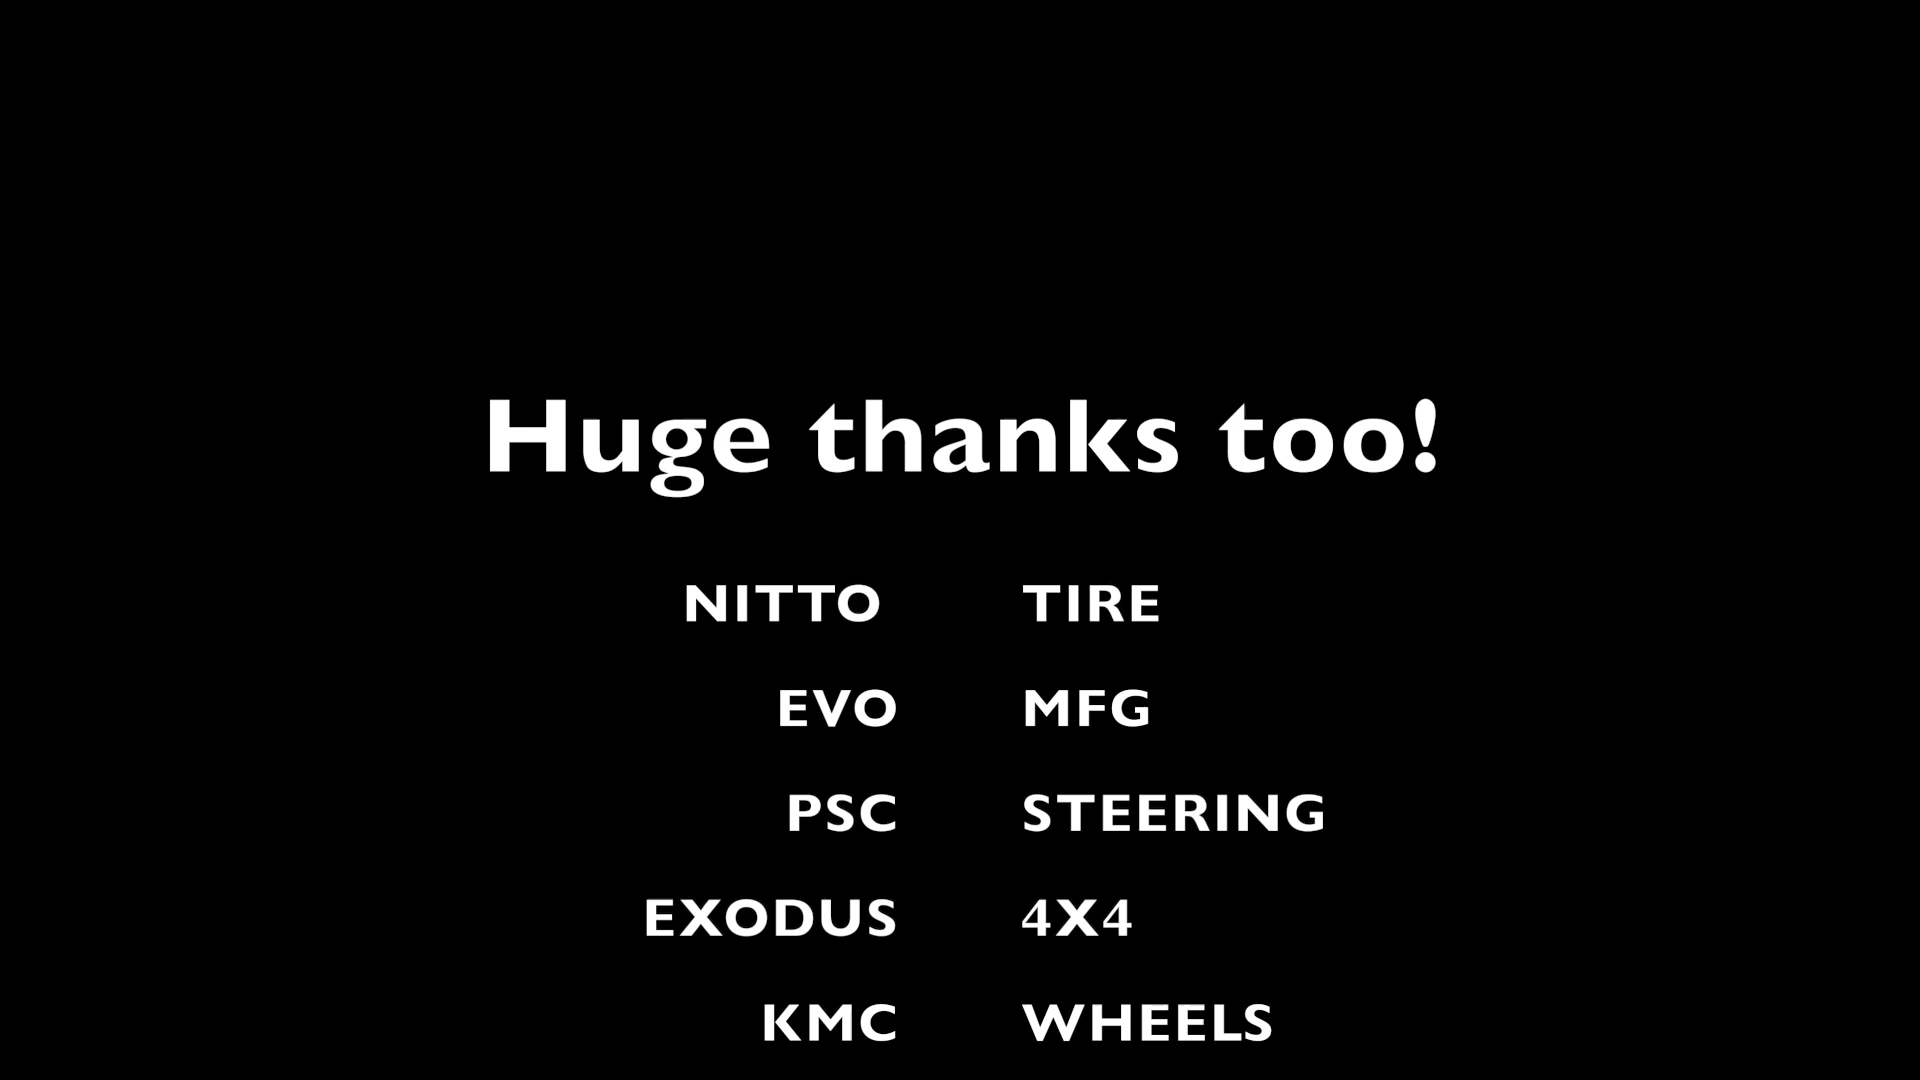 Huge thanks too!
NITTO TIRE
EVO MFG
PSC STEERING
EXODUS 4X4
KMC WHEELS